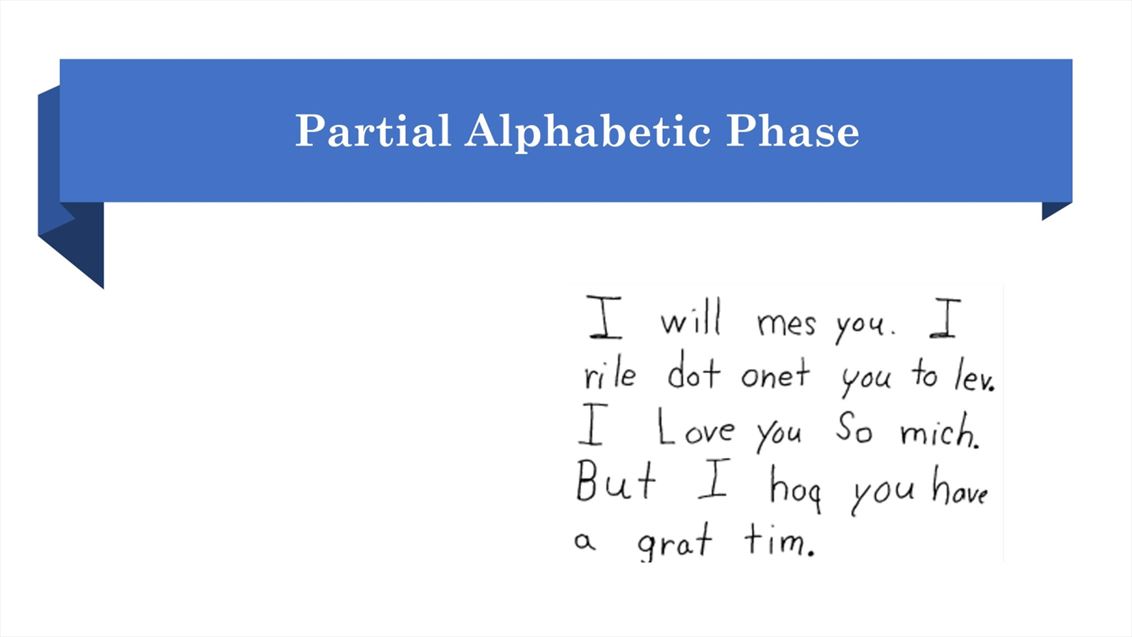 Partial Alphabetic Phase
I will mes you. I
rile dot onet you to lev.
I Love you So mich.
But I hoq you have
a grat tim.